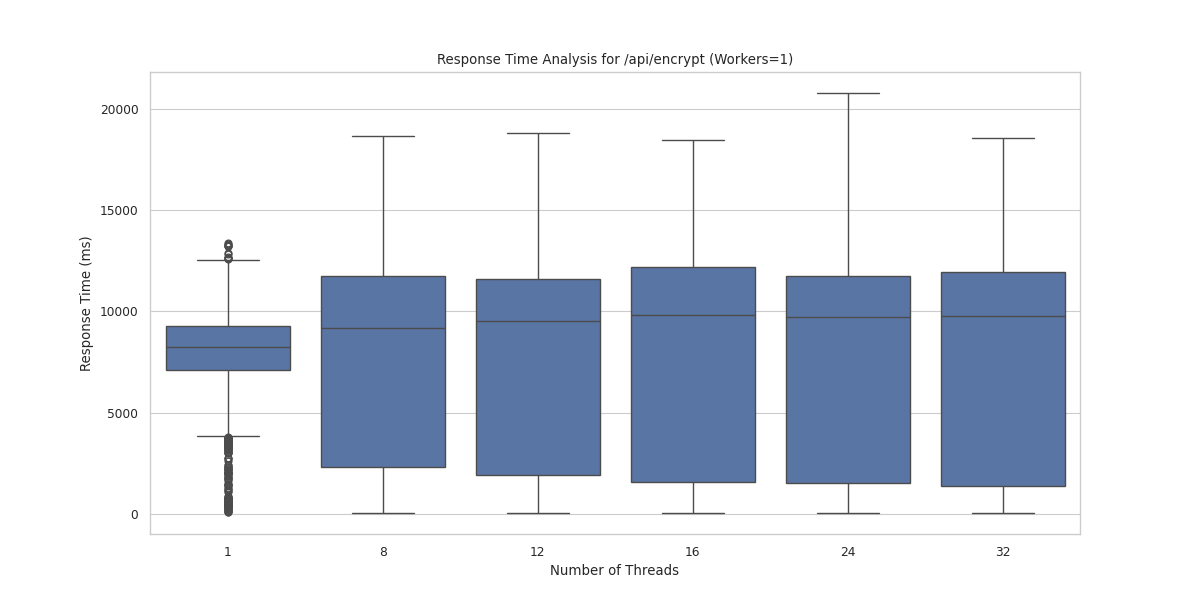 Response Time Analysis for /api/encrypt (Workers=1)
Response Time (ms)
20000
15000
10000
5000
0
1 8 12 16 24 32
Number of Threads